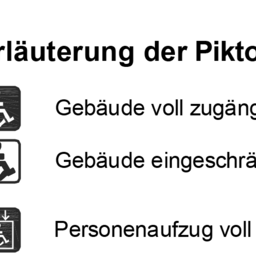 rläuterung der Pikto
Gebäude voll zugäng
Gebäude eingeschrä
Personenaufzug voll